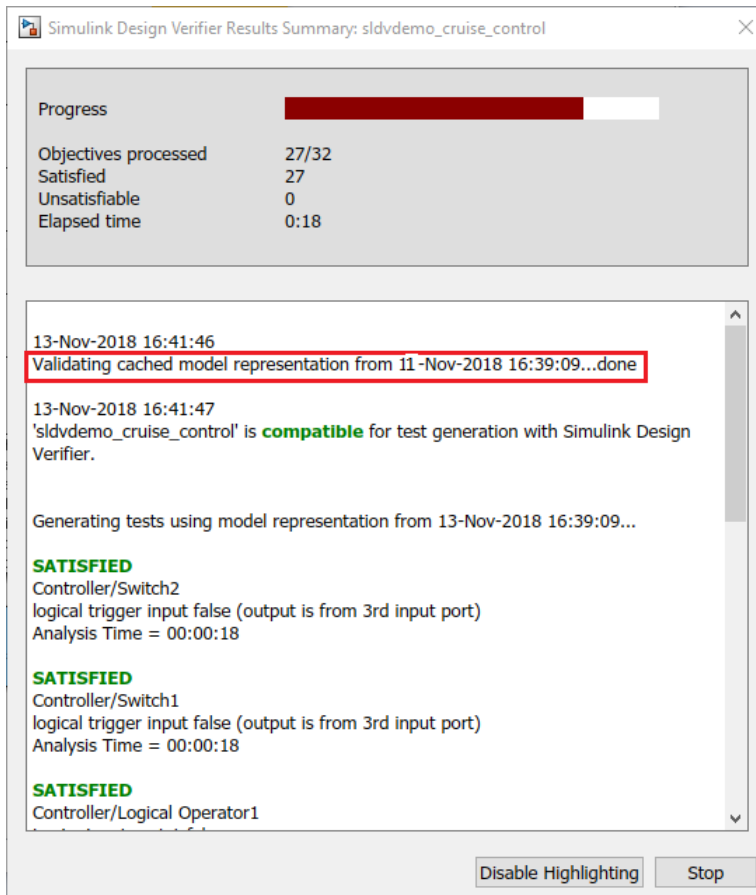 Simulink Design Verifier Results Summary: sldvdemo_cruise_control
Progress
Objectives processed 27/32
Satisfied 27
Unsatisfiable 0
Elapsed time 0:18
13-Nov-2018 16:41:46
Validating cached model representation from 11-Nov-2018 16:39:09...done
13-Nov-2018 16:41:47
'sldvdemo_cruise_control' is compatible for test generation with Simulink Design
Verifier.
Generating tests using model representation from 13-Nov-2018 16:39:09...
SATISFIED
Controller/Switch2
logical trigger input false (output is from 3rd input port)
Analysis Time = 00:00:18
SATISFIED
Controller/Switch1
logical trigger input false (output is from 3rd input port)
Analysis Time = 00:00:18
SATISFIED
Controller/Logical Operator1
Disable Highlighting Stop